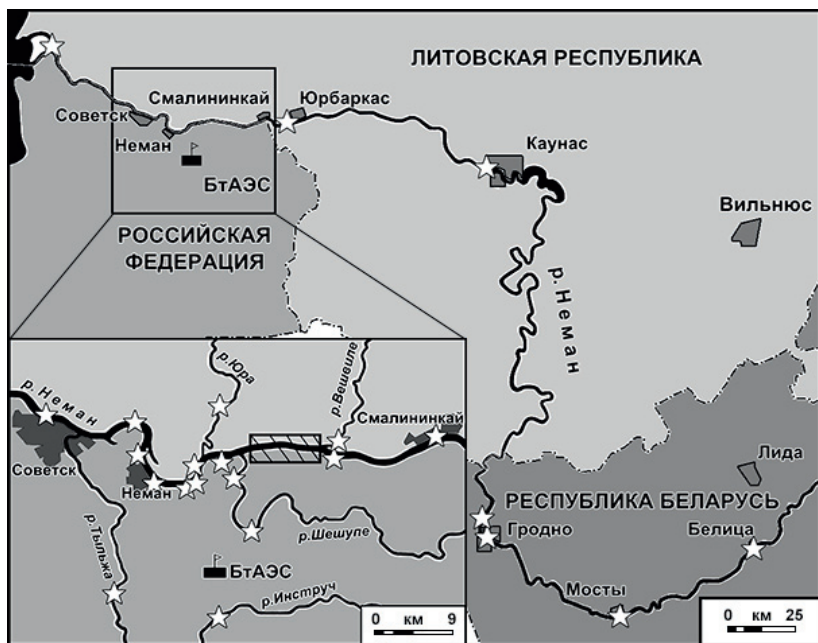 ЛИТОВСКАЯ РЕСПУБЛИКА
Смалининкай
Юрбаркас
Советск
Неман
Каунас
БтАЭС
Вильнюс
РОССИЙСКАЯ
ФЕДЕРАЦИЯ
р. Неман
р.Юра
р.Вешвиле
р.Неман
Смалининкай
Советск
Неман
Лида
РЕСПУБЛИКА БЕЛАРУСЬ
Гродно
Белица
р.Шешупе
р.Тыльжа
БтАЭС
Мосты
р.Инструч
0 км 9
0 км 25